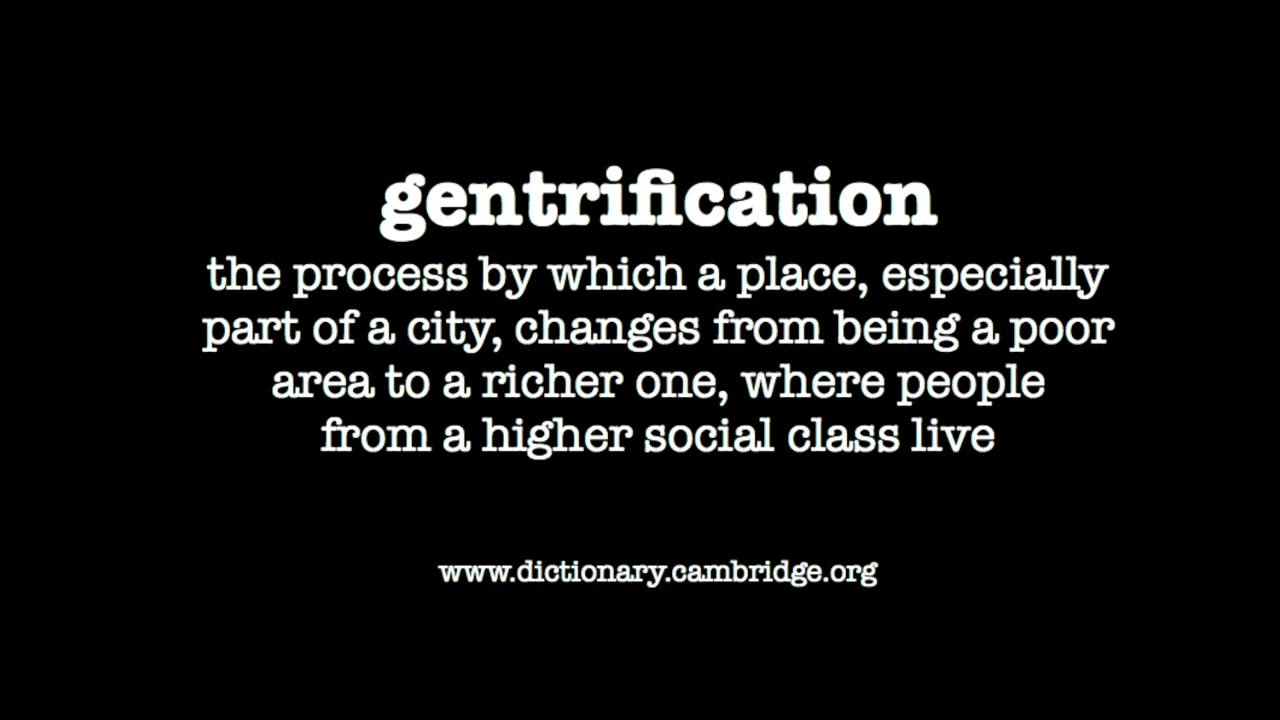 gentrification
the process by which a place, especially
part of a city, changes from being a poor
area to a richer one, where people
from a higher social class live
www.dictionary.cambridge.org